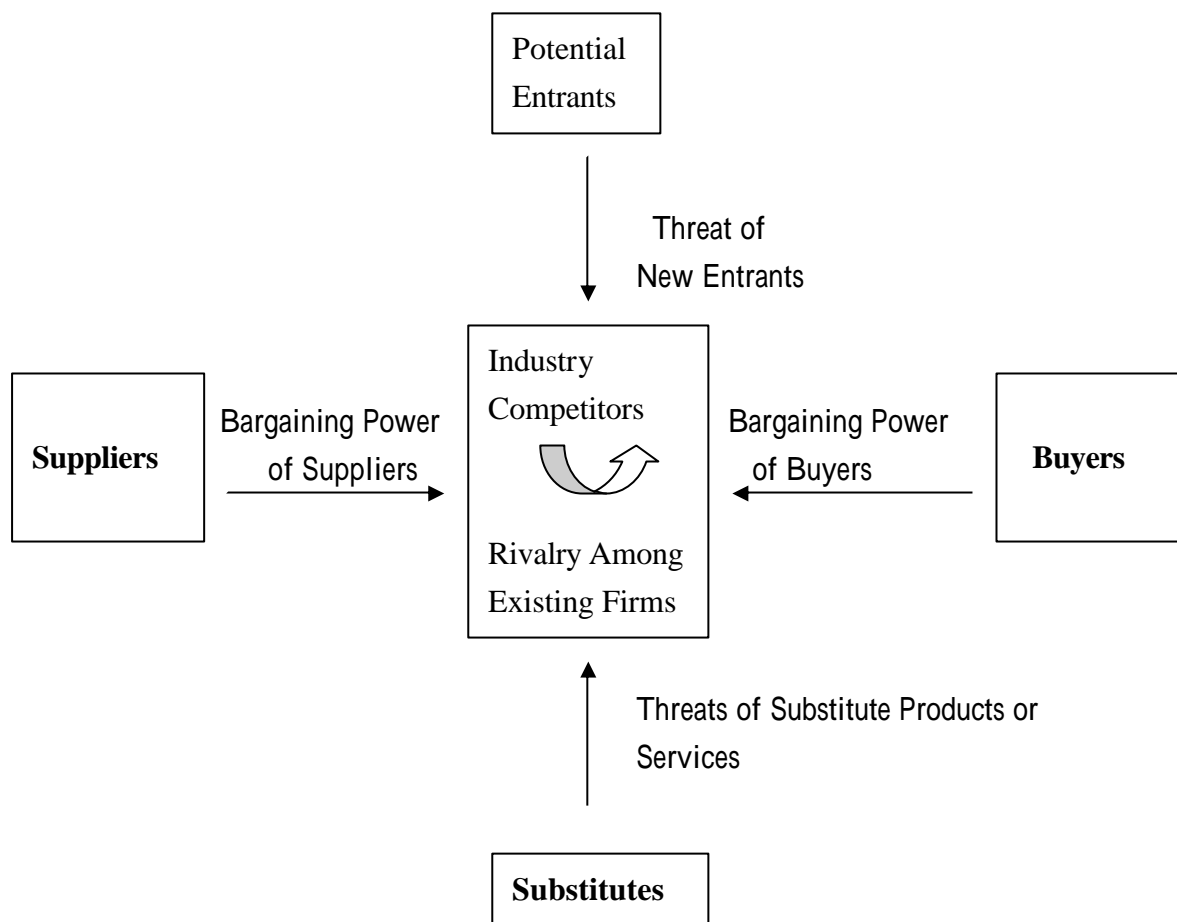 Potential
Entrants
Threat of
New Entrants
Industry
Competitors
Suppliers
Bargaining Power
of Suppliers
Bargaining Power
of Buyers
Buyers
Rivalry Among
Existing Firms
Threats of Substitute Products or
Services
Substitutes